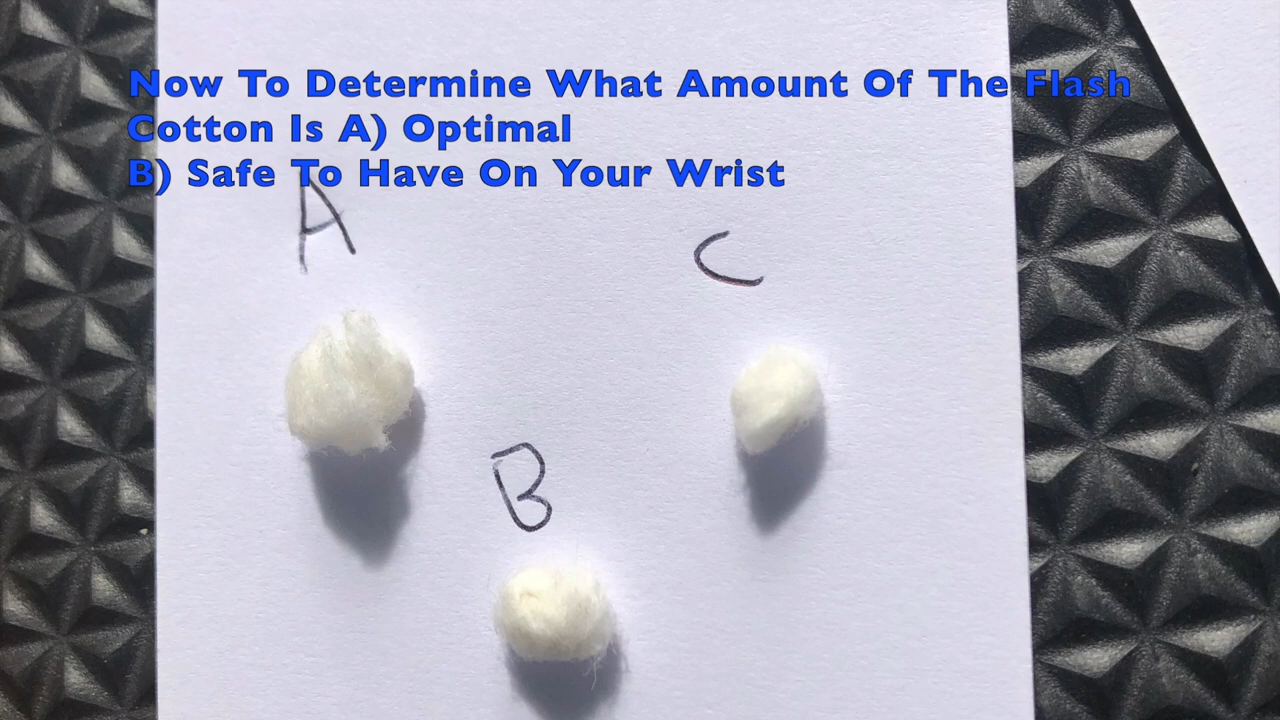 Now To Determine What Amount Of The Flash
Cotton Is A) Optimal
B) Safe To Have On Your Wrist
A
C
B